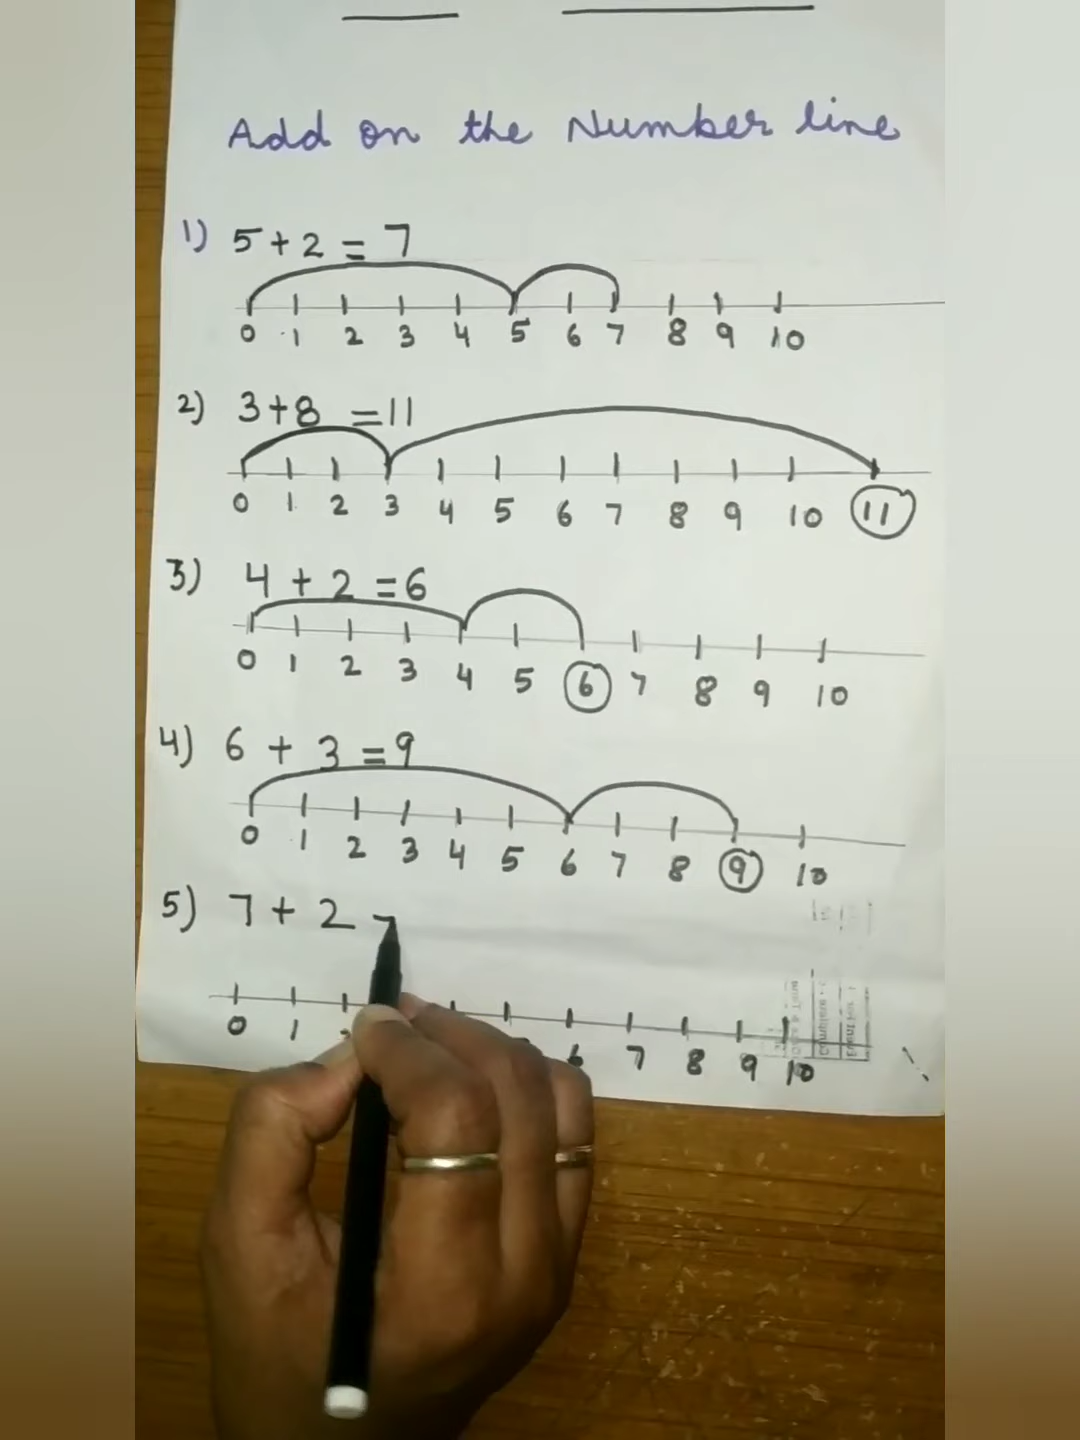 Add on the Number line
1) 5+2 = 7
0 1 2 3 4 5 6 7 8 9 10
2) 3+8 =11
0 1 2 3 4 5 6 7 8 9 10 11
3) 4 + 2 =6
0 1 2 3 4 5 6 7 8 9 10
4) 6 + 3 =9
0 1 2 3 4 5 6 7 8 9 10
5) 7 + 2
0 1 6 7 8 9 10